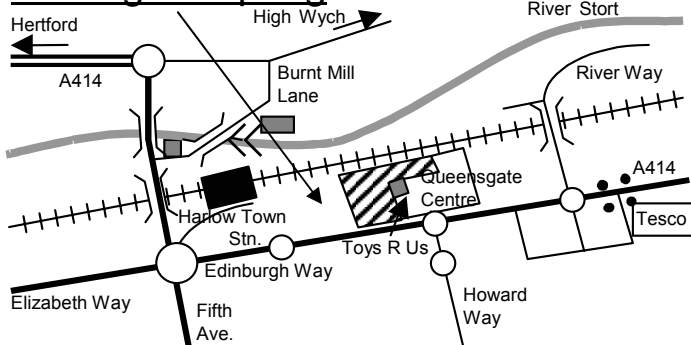 High Wych
River Stort
Hertford
A414
Burnt Mill
Lane
River Way
A414
Queensgate
Centre
Harlow Town
Stn.
Toys R Us
Tesco
Edinburgh Way
Elizabeth Way
Fifth
Ave.
Howard
Way